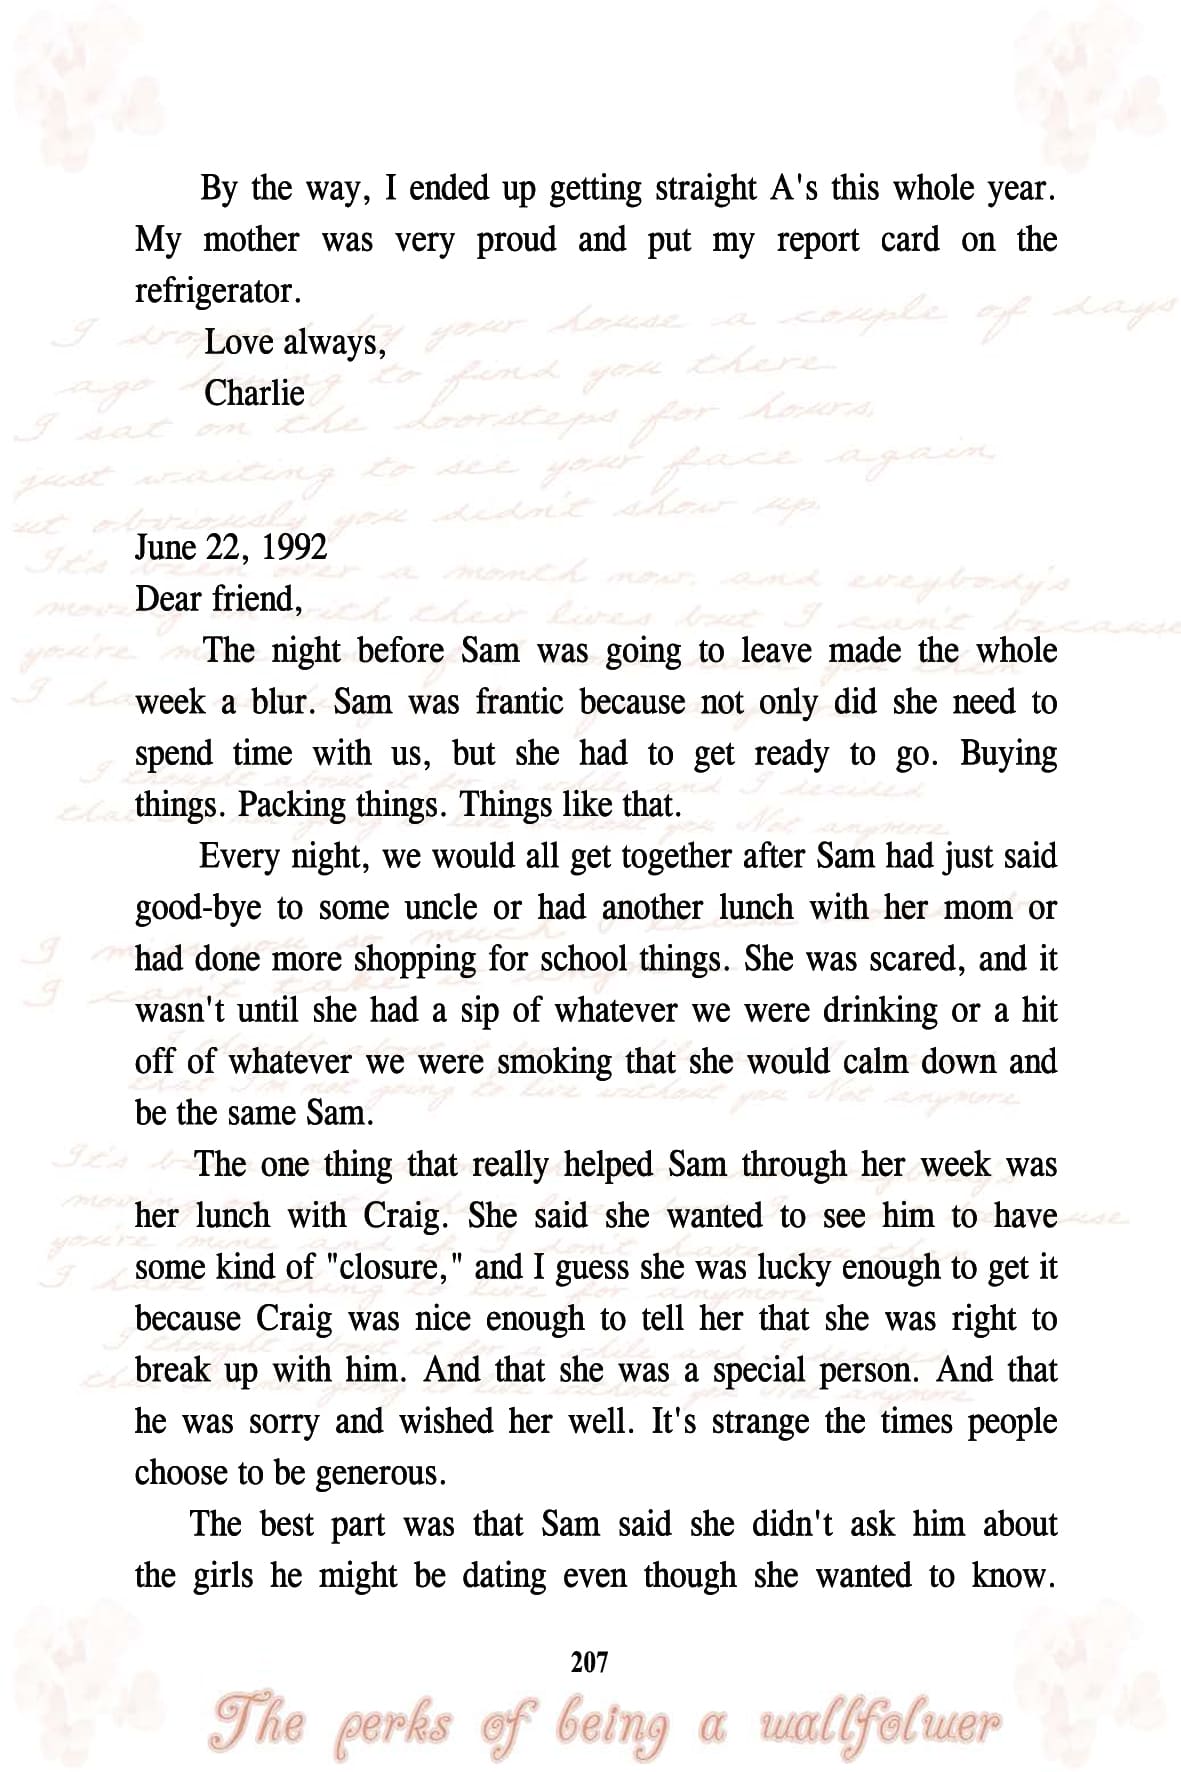 By the way, I ended up getting straight A's this whole year.
My mother was very proud and put my report card on the
refrigerator.
Love always,
Charlie
June 22, 1992
Dear friend,
The night before Sam was going to leave made the whole
week a blur. Sam was frantic because not only did she need to
spend time with us, but she had to get ready to go. Buying
things. Packing things. Things like that.
Every night, we would all get together after Sam had just said
good-bye to some uncle or had another lunch with her mom or
had done more shopping for school things. She was scared, and it
wasn't until she had a sip of whatever we were drinking or a hit
off of whatever we were smoking that she would calm down and
be the same Sam.
The one thing that really helped Sam through her week was
her lunch with Craig. She said she wanted to see him to have
some kind of "closure," and I guess she was lucky enough to get it
because Craig was nice enough to tell her that she was right to
break up with him. And that she was a special person. And that
he was sorry and wished her well. It's strange the times people
choose to be generous.
The best part was that Sam said she didn't ask him about
the girls he might be dating even though she wanted to know.
207
The perks of being a wallfolwer